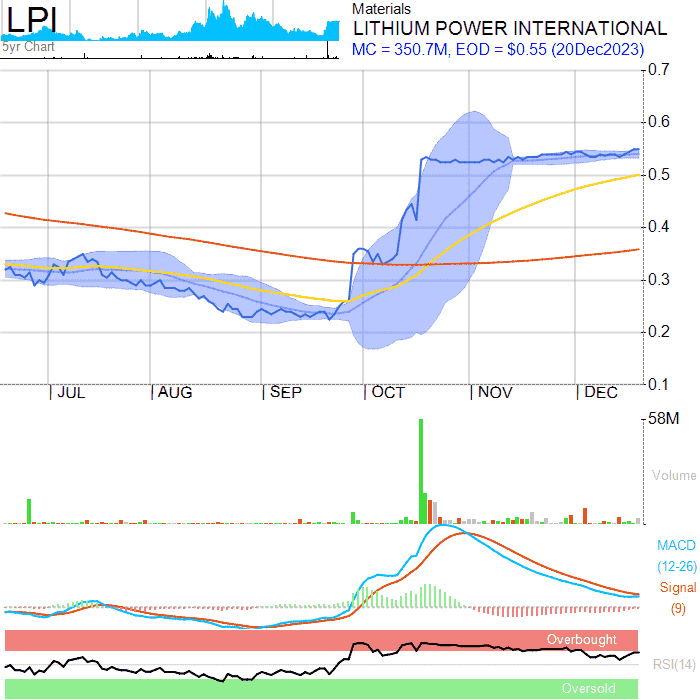 LPI
5yr Chart
Materials
LITHIUM POWER INTERNATIONAL
MC = 350.7M, EOD = $0.55 (20Dec2023)
0.7
0.6
0.5
0.4
0.3
0.2
0.1
JUL AUG SEP OCT NOV DEC
58M
Volume
MACD
(12-26)
Signal
(9)
Overbought
RSI(14)
Oversold